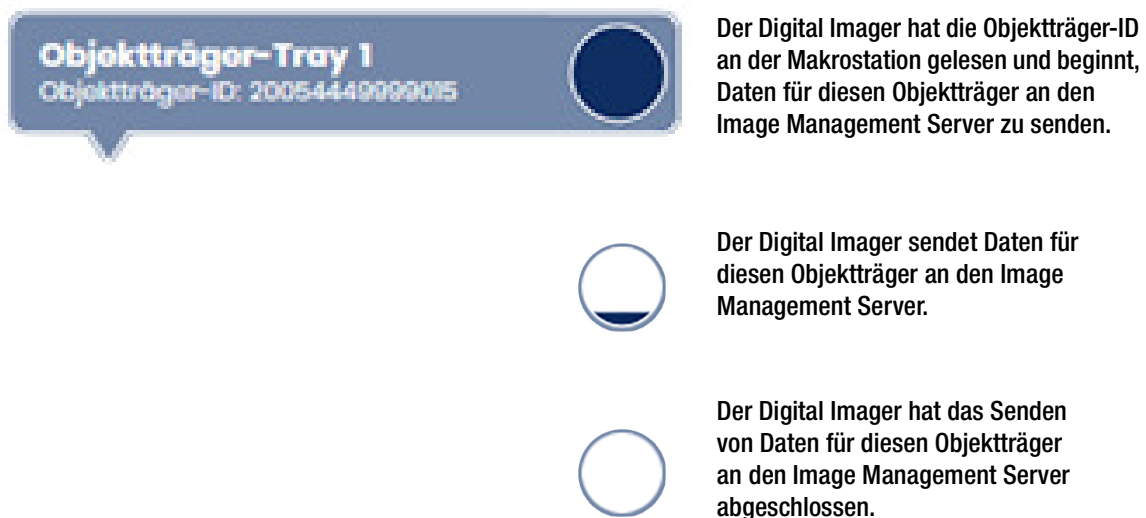 Objektträger-Tray 1
Objektträger-ID: 20054449999015
Der Digital Imager hat die Objektträger-ID
an der Makrostation gelesen und beginnt,
Daten für diesen Objektträger an den
Image Management Server zu senden.
Der Digital Imager sendet Daten für
diesen Objektträger an den Image
Management Server.
Der Digital Imager hat das Senden
von Daten für diesen Objektträger
an den Image Management Server
abgeschlossen.